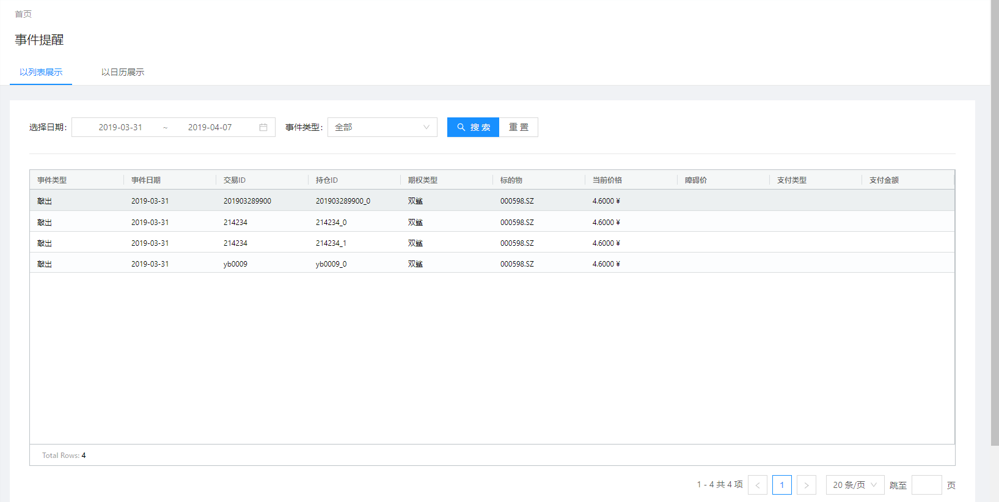 首页
事件提醒
以列表展示 以日历展示
选择日期: 2019-03-31 ~ 2019-04-07 事件类型: 全部 搜 索 重 置
事件类型 事件日期 交易ID 持仓ID 期权类型 标的物 当前价格 障碍价 支付类型 支付金额
敲出 2019-03-31 201903289900 201903289900_0 双鲨 000598.SZ 4.6000 ¥
敲出 2019-03-31 214234 214234_0 双鲨 000598.SZ 4.6000 ¥
敲出 2019-03-31 214234 214234_1 双鲨 000598.SZ 4.6000 ¥
敲出 2019-03-31 yb0009 yb0009_0 双鲨 000598.SZ 4.6000 ¥
Total Rows: 4
1 - 4 共 4 项 < 1 > 20 条/页 跳至 页